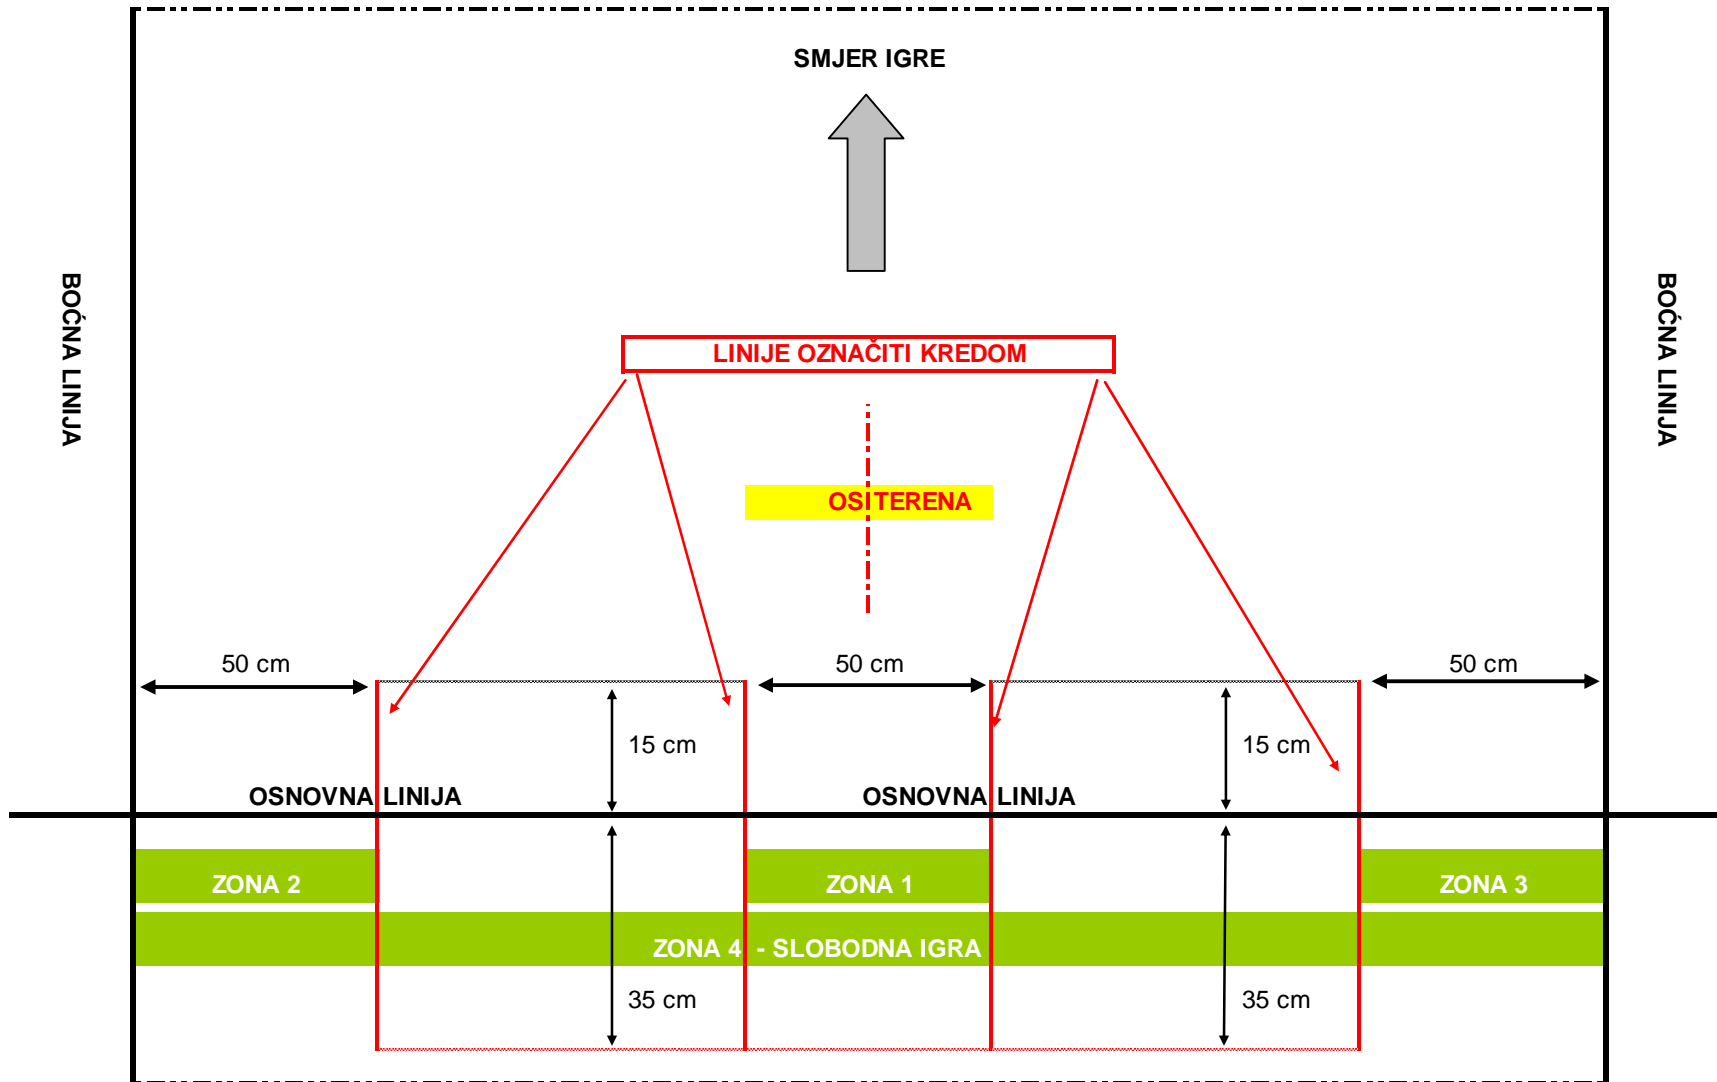 SMJER IGRE
BOĆNA LINIJA
BOĆNA LINIJA
LINIJE OZNAČITI KREDOM
OSI TERENA
50 cm
50 cm
50 cm
15 cm
15 cm
OSNOVNA LINIJA
OSNOVNA LINIJA
ZONA 2
ZONA 1
ZONA 3
ZONA 4 - SLOBODNA IGRA
35 cm
35 cm